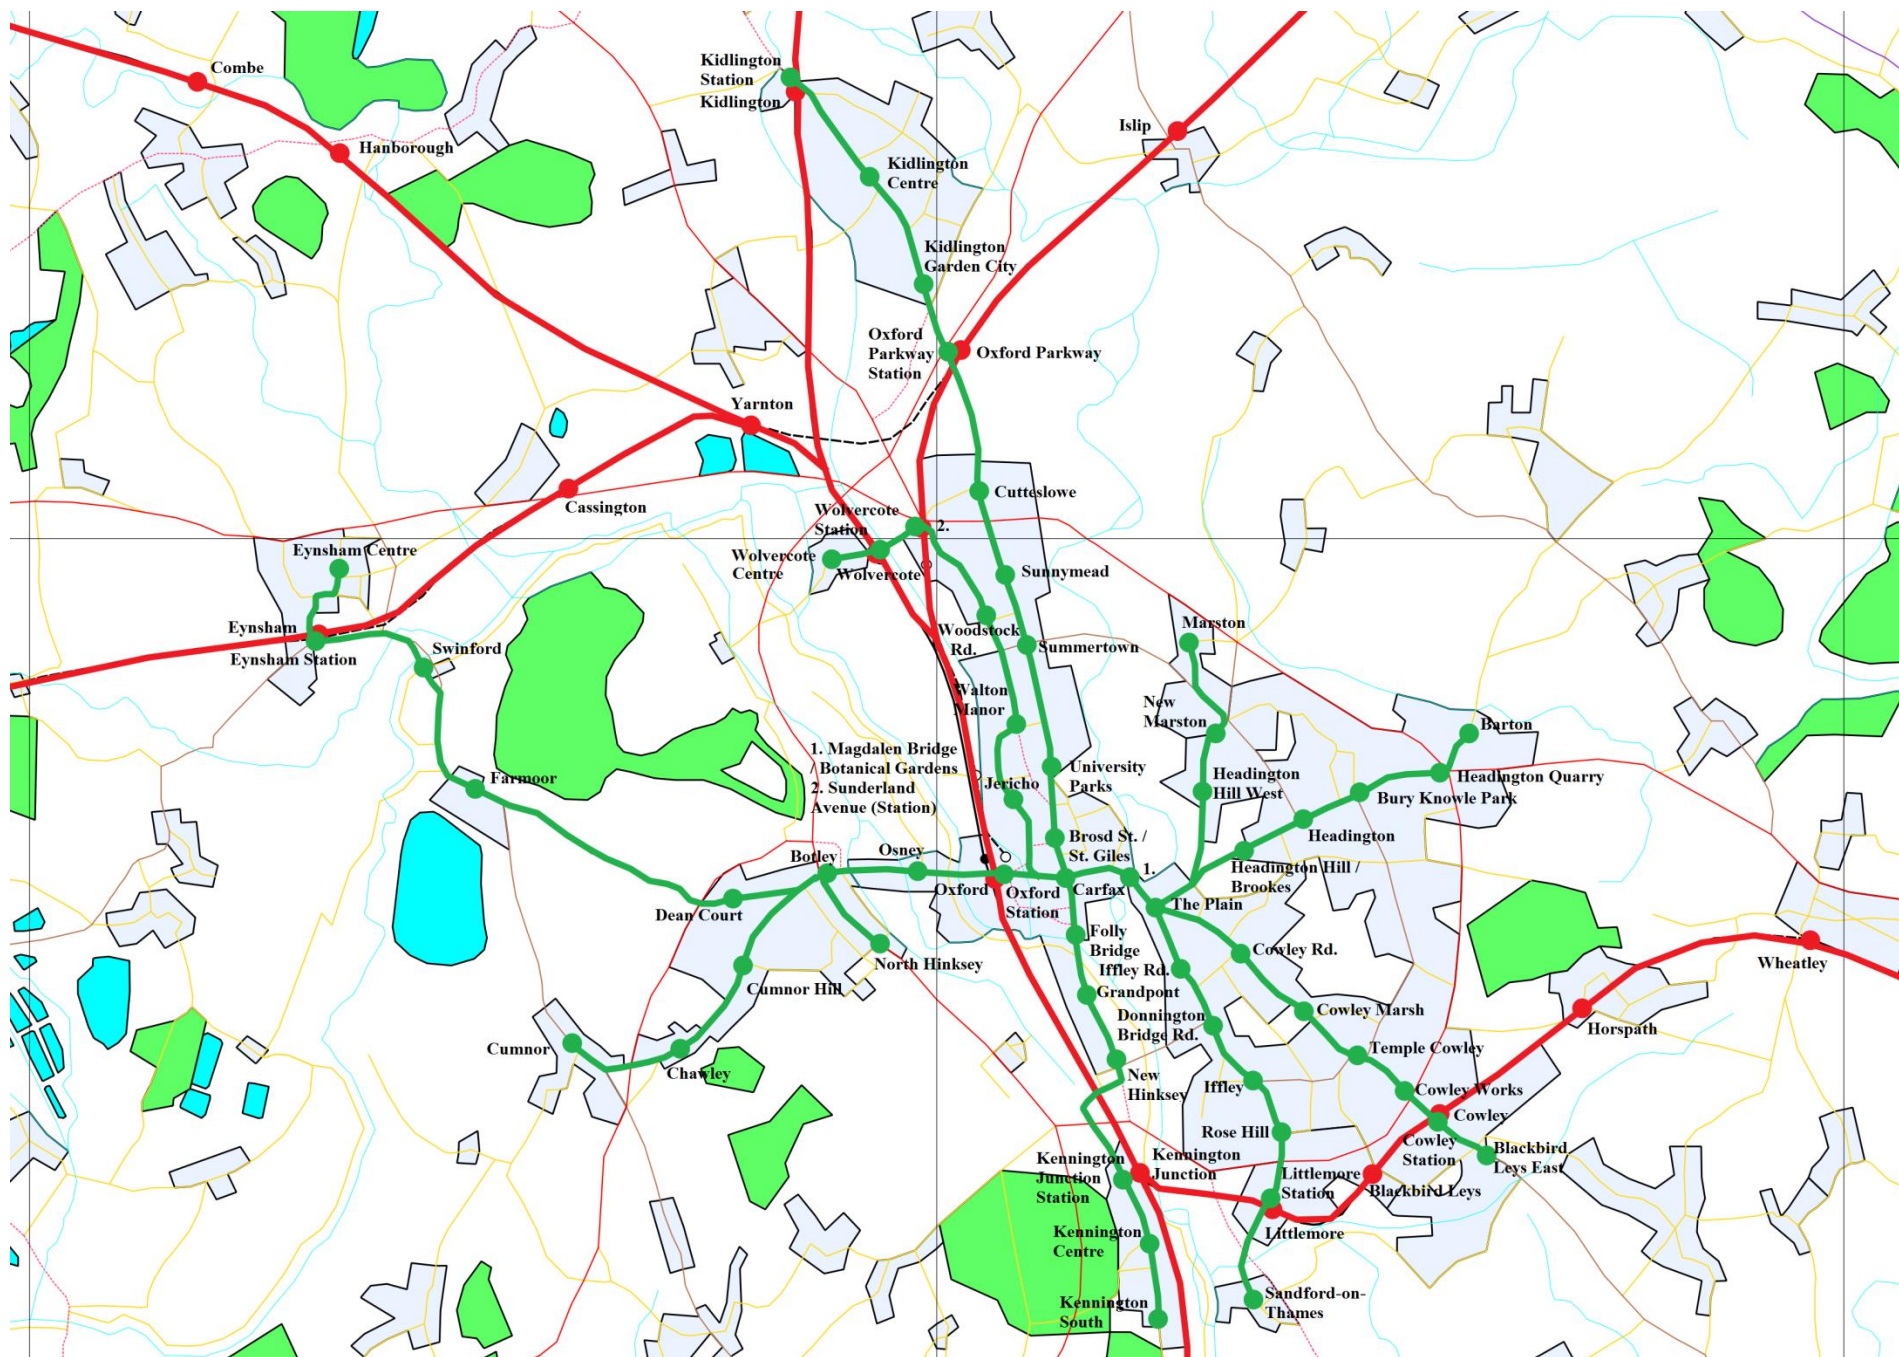 Kidlington
Station
Kidlington
Combe
Hanborough
Islip
Kidlington
Centre
Kidlington
Garden City
Oxford
Parkway
Station
Oxford Parkway
Yarnton
Cassington
Cutteslowe
Wolvercote
Station
2.
Wolvercote
Centre
Wolvercote
Eynsham Centre
Eynsham
Eynsham Station
Swinford
Sunnymead
Woodstock
Rd.
Summertown
Marston
Walton
Manor
New
Marston
Barton
1. Magdalen Bridge
/ Botanical Gardens
2. Sunderland
Avenue (Station)
Farmoor
Jericho
University
Parks
Headington
Hill West
Headington Quarry
Bury Knowle Park
Headington
Brosd St. /
St. Giles
Headington Hill /
Brookes
Botley
Osney
Oxford
Oxford
Station
Carfax
1.
The Plain
Dean Court
Folly
Bridge
Cowley Rd.
North Hinksey
Iffley Rd.
Wheatley
Cumnor Hill
Grandpont
Donnington
Bridge Rd.
Cowley Marsh
Horspath
Cumnor
Chawley
Temple Cowley
New
Hinksey
Iffley
Cowley Works
Cowley
Rose Hill
Cowley
Station
Blackbird
Leys East
Kennington
Junction
Station
Kennington
Junction
Littlemore
Station
Blackbird Leys
Littlemore
Kennington
Centre
Kennington
South
Sandford-on-
Thames